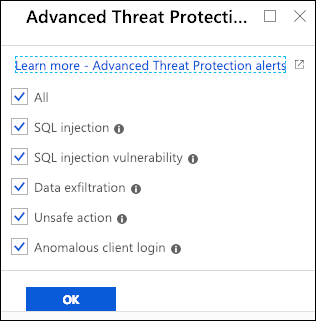 Advanced Threat Protecti...
Learn more - Advanced Threat Protection alerts
All
SQL injection
SQL injection vulnerability
Data exfiltration
Unsafe action
Anomalous client login
OK